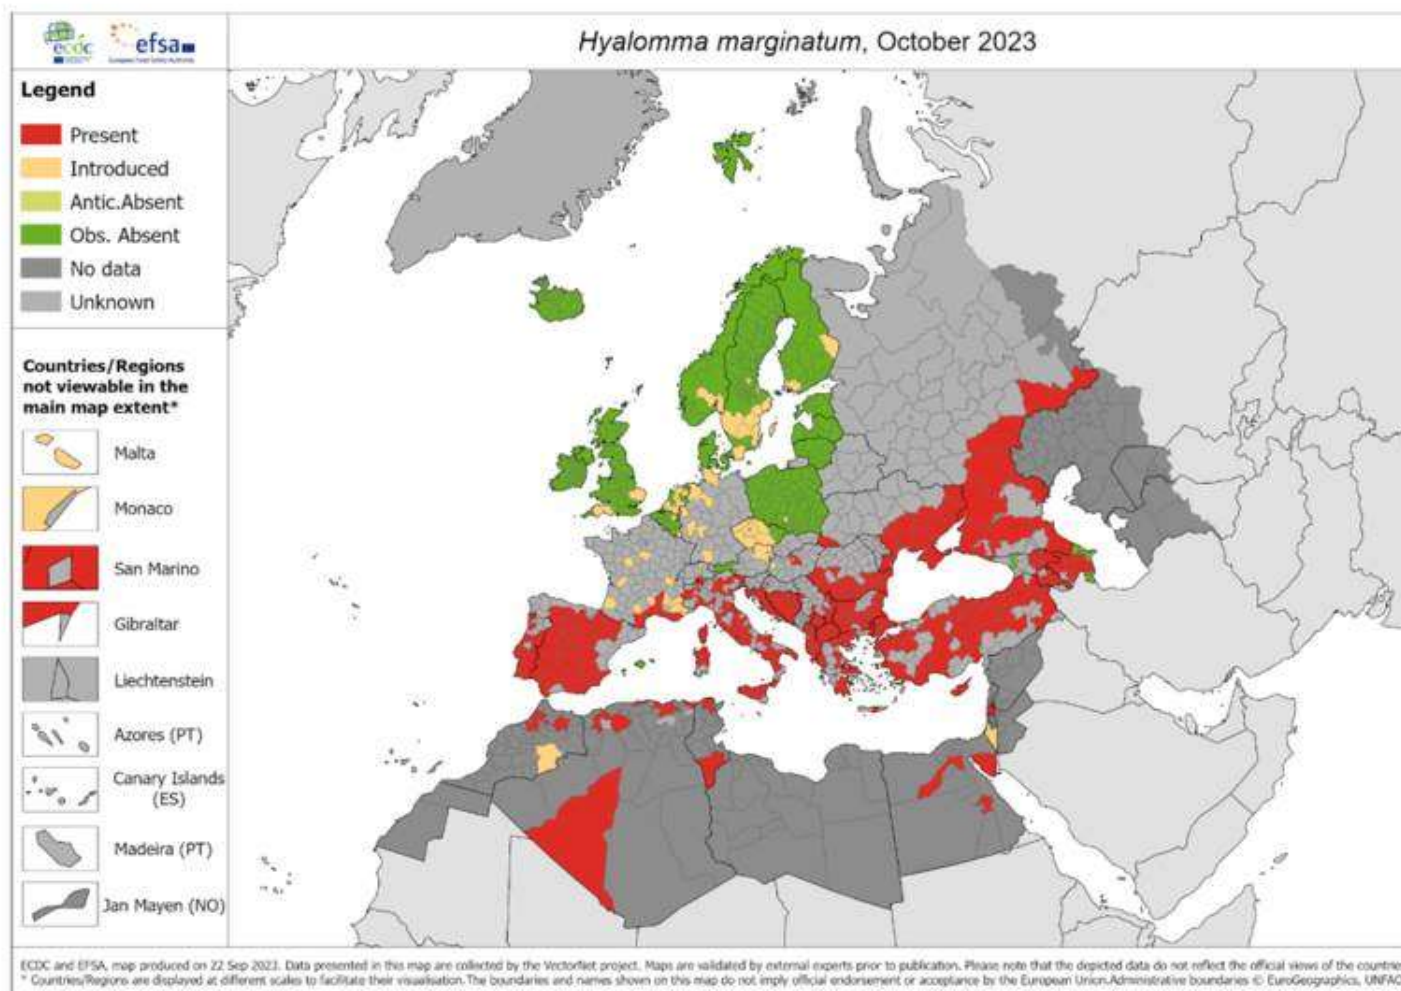 ecdc
efsa
European Food Safety Authority
Hyalomma marginatum, October 2023
Legend
Present
Introduced
Antic.Absent
Obs. Absent
No data
Unknown
Countries/Regions
not viewable in the
main map extent*
Malta
Monaco
San Marino
Gibraltar
Liechtenstein
Azores (PT)
Canary Islands
(ES)
Madeira (PT)
Jan Mayen (NO)
ECDC and EFSA, map produced on 22 Sep 2023. Data presented in this map are collected by the VectorNet project. Maps are validated by external experts prior to publication. Please note that the depicted data do not reflect the official views of the countrie
* Countries/Regions are displayed at different scales to facilitate their visualisation. The boundaries and names shown on this map do not imply official endorsement or acceptance by the European Union.Administrative boundaries © EuroGeographics, UNFAO